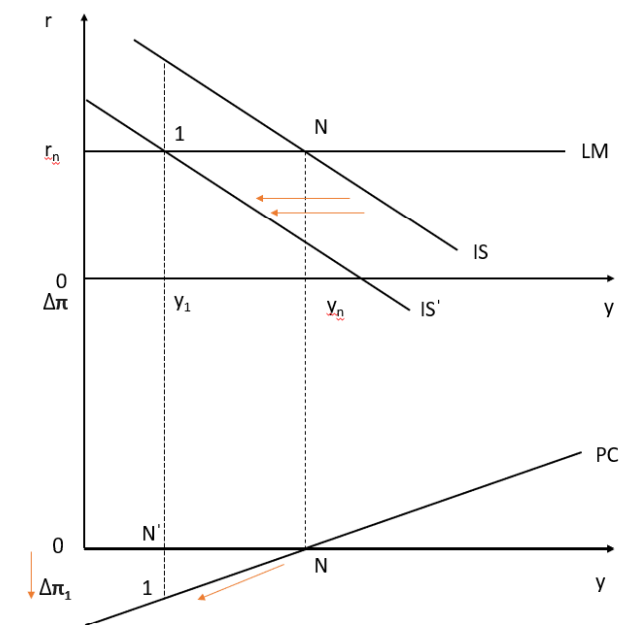 r
1
N
rₙ
LM
IS
0
Δπ
y₁
yₙ
IS'
y
PC
N'
0
N
Δπ₁
1
y